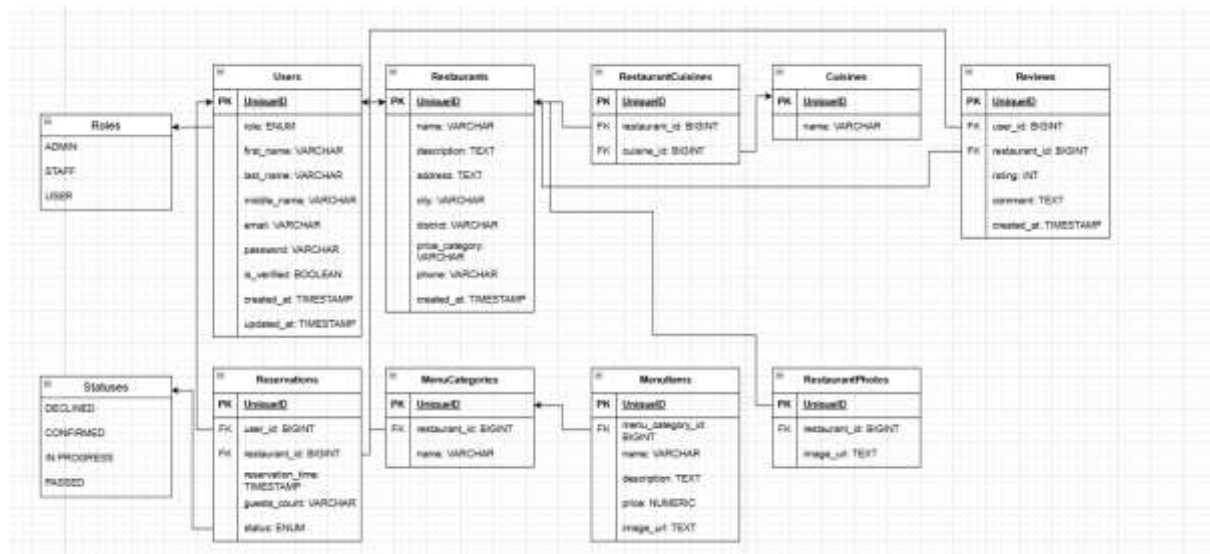 Users
PK UniqueID
role: ENUM
first_name: VARCHAR
last_name: VARCHAR
middle_name: VARCHAR
email: VARCHAR
password: VARCHAR
is_verified: BOOLEAN
created_at: TIMESTAMP
updated_at: TIMESTAMP
Restaurants
PK UniqueID
name: VARCHAR
description: TEXT
address: TEXT
city: VARCHAR
district: VARCHAR
price_category:
VARCHAR
phone: VARCHAR
created_at: TIMESTAMP
RestaurantCuisines
PK UniqueID
FK restaurant_id: BIGINT
FK cuisine_id: BIGINT
Cuisines
PK UniqueID
name: VARCHAR
Reviews
PK UniqueID
FK user_id: BIGINT
FK restaurant_id: BIGINT
rating: INT
comment: TEXT
created_at: TIMESTAMP
Roles
ADMIN
STAFF
USER
Statuses
DECLINED
CONFIRMED
IN PROGRESS
PASSED
Reservations
PK UniqueID
FK user_id: BIGINT
FK restaurant_id: BIGINT
reservation_time:
TIMESTAMP
guests_count: VARCHAR
status: ENUM
MenuCategories
PK UniqueID
FK restaurant_id: BIGINT
name: VARCHAR
MenuItems
PK UniqueID
FK menu_category_id:
BIGINT
name: VARCHAR
description: TEXT
price: NUMERIC
image_url: TEXT
RestaurantPhotos
PK UniqueID
FK restaurant_id: BIGINT
image_url: TEXT